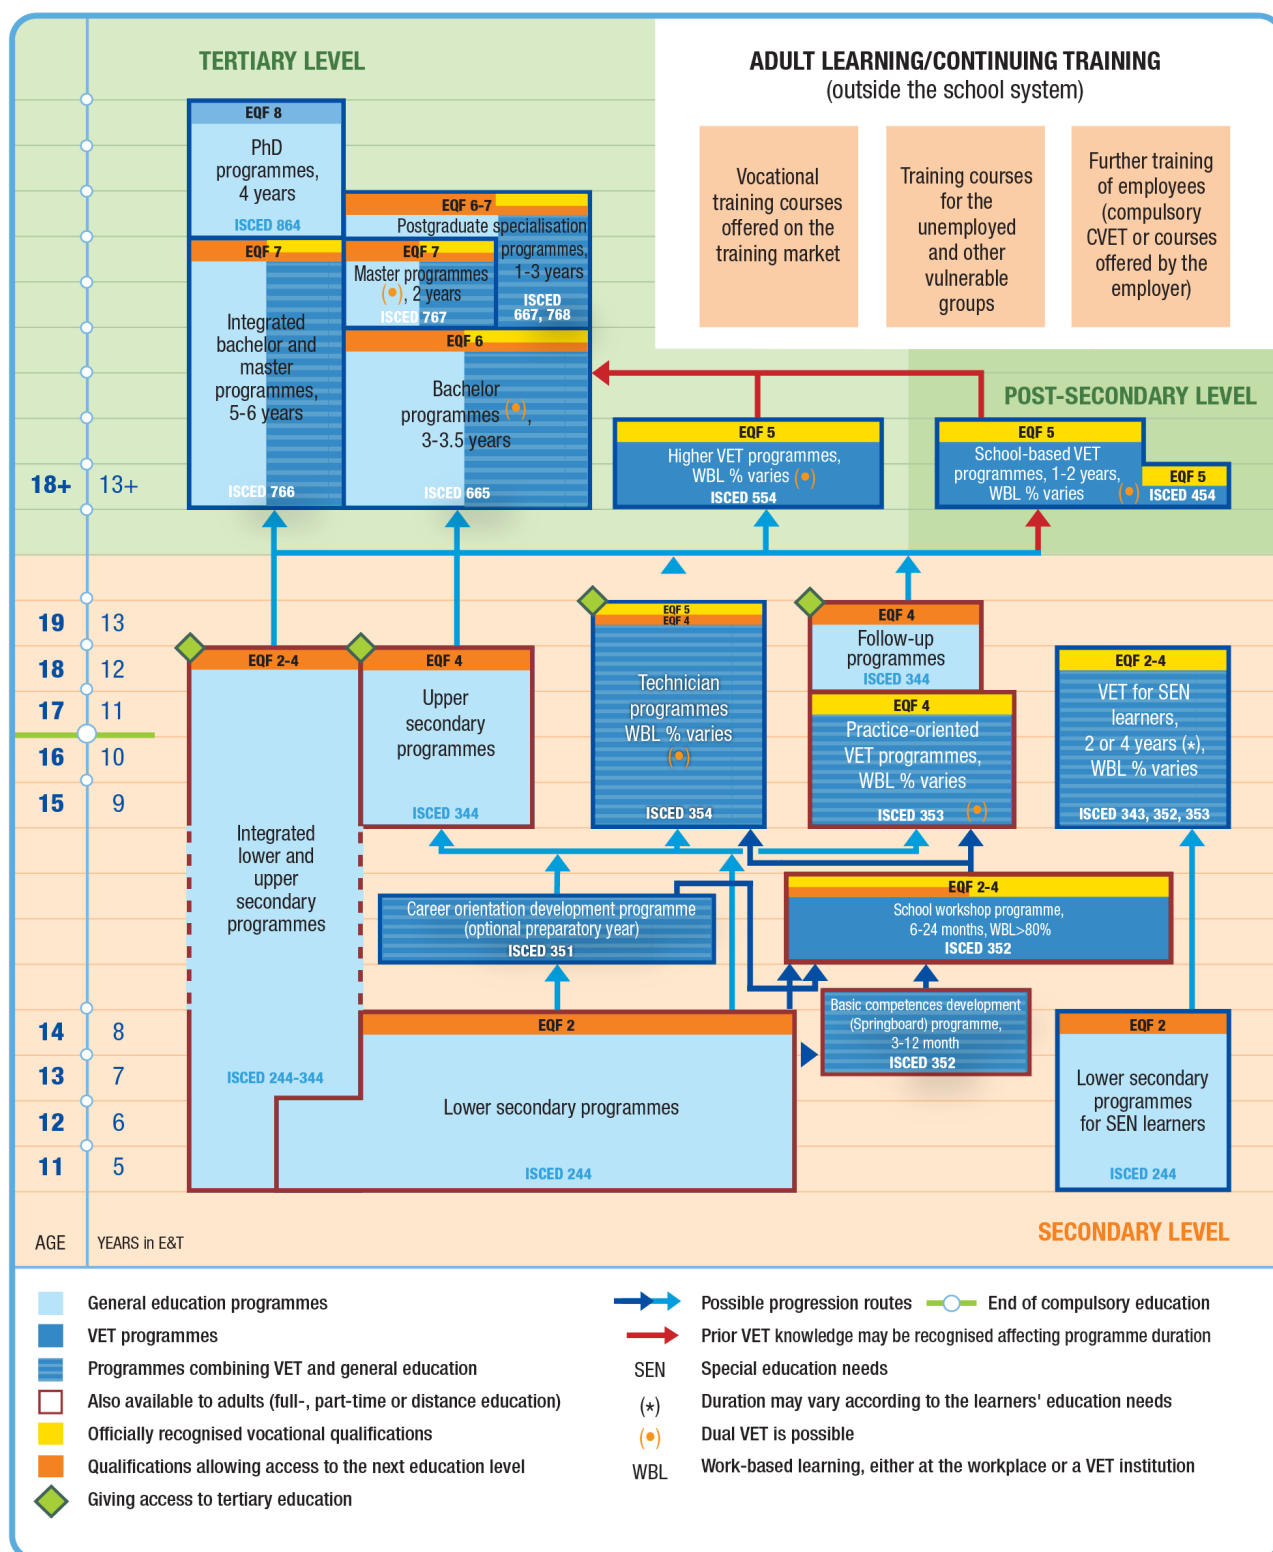 TERTIARY LEVEL
ADULT LEARNING/CONTINUING TRAINING
(outside the school system)
Vocational
training courses
offered on the
training market
Training courses
for the
unemployed
and other
vulnerable
groups
Further training
of employees
(compulsory
CVET or courses
offered by the
employer)
EQF 8
PhD
programmes,
4 years
ISCED 864
EQF 6-7
Postgraduate specialisation
programmes,
1-3 years
ISCED
667, 768
EQF 7
Integrated
bachelor and
master
programmes,
5-6 years
ISCED 766
EQF 7
Master programmes
(•), 2 years
ISCED 767
EQF 6
Bachelor
programmes (•),
3-3.5 years
ISCED 665
POST-SECONDARY LEVEL
EQF 5
Higher VET programmes,
WBL % varies (•)
ISCED 554
EQF 5
School-based VET
programmes, 1-2 years,
WBL % varies (•)
EQF 5
ISCED 454
18+ 13+
19 13
18 12
17 11
16 10
15 9
14 8
13 7
12 6
11 5
AGE YEARS in E&T
EQF 2-4
Integrated
lower and
upper
secondary
programmes
ISCED 244-344
EQF 4
Upper
secondary
programmes
ISCED 344
EQF 5
EQF 4
Technician
programmes
WBL % varies
(•)
ISCED 354
EQF 4
Follow-up
programmes
ISCED 344
EQF 4
Practice-oriented
VET programmes,
WBL % varies
ISCED 353 (•)
EQF 2-4
VET for SEN
learners,
2 or 4 years (*),
WBL % varies
ISCED 343, 352, 353
Career orientation development programme
(optional preparatory year)
ISCED 351
EQF 2-4
School workshop programme,
6-24 months, WBL>80%
ISCED 352
Basic competences development
(Springboard) programme,
3-12 month
ISCED 352
EQF 2
Lower secondary programmes
ISCED 244
EQF 2
Lower secondary
programmes
for SEN learners
ISCED 244
SECONDARY LEVEL
General education programmes
VET programmes
Programmes combining VET and general education
Also available to adults (full-, part-time or distance education)
Officially recognised vocational qualifications
Qualifications allowing access to the next education level
Giving access to tertiary education
Possible progression routes
End of compulsory education
Prior VET knowledge may be recognised affecting programme duration
SEN Special education needs
(*) Duration may vary according to the learners' education needs
(•) Dual VET is possible
WBL Work-based learning, either at the workplace or a VET institution